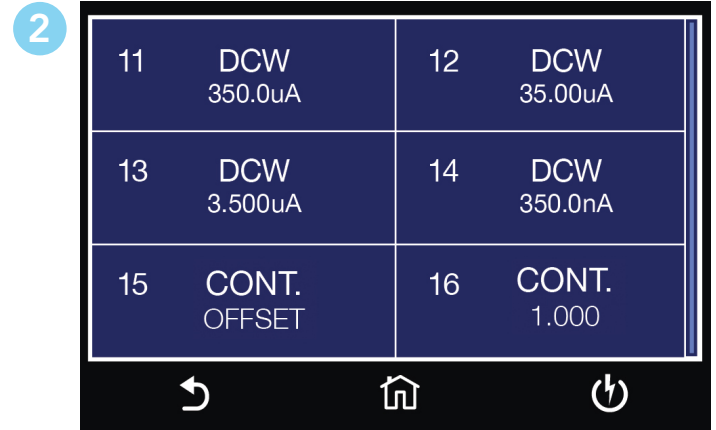 2
11 DCW
350.0uA
12 DCW
35.00uA
13 DCW
3.500uA
14 DCW
350.0nA
15 CONT.
OFFSET
16 CONT.
1.000